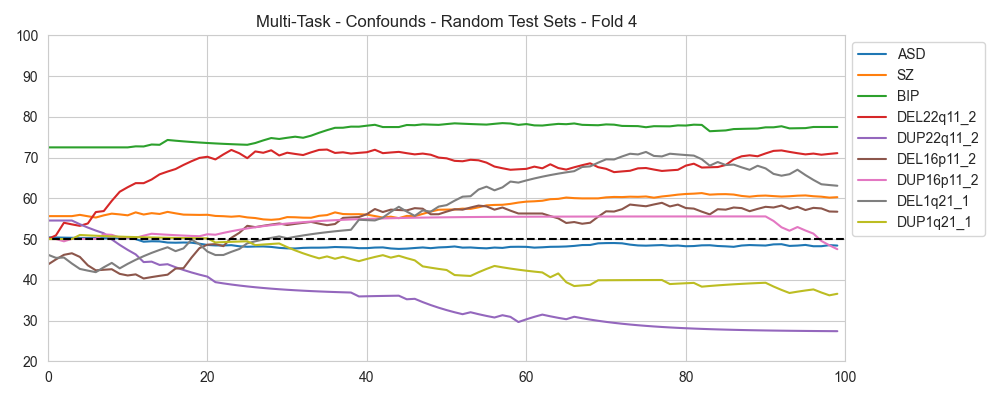 Multi-Task - Confounds - Random Test Sets - Fold 4
100
90
80
70
60
50
40
30
20
0
20
40
60
80
100
ASD
SZ
BIP
DEL22q11_2
DUP22q11_2
DEL16p11_2
DUP16p11_2
DEL1q21_1
DUP1q21_1